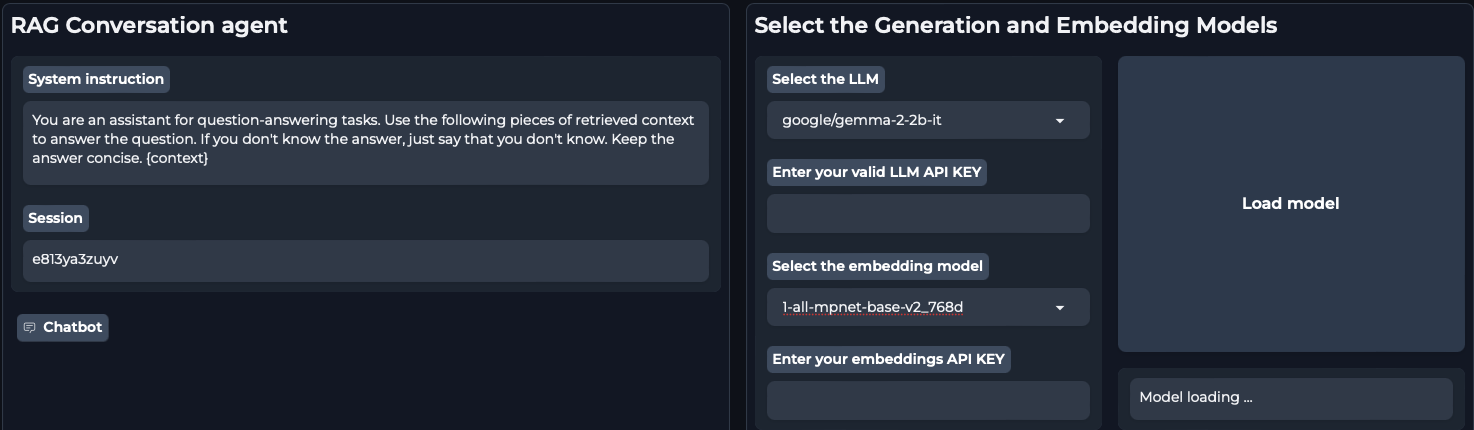 RAG Conversation agent
System instruction
You are an assistant for question-answering tasks. Use the following pieces of retrieved context
to answer the question. If you don't know the answer, just say that you don't know. Keep the
answer concise. {context}
Session
e813ya3zuyv
Chatbot
Select the Generation and Embedding Models
Select the LLM
google/gemma-2-2b-it
Enter your valid LLM API KEY
Select the embedding model
1-all-mpnet-base-v2_768d
Enter your embeddings API KEY
Load model
Model loading ...